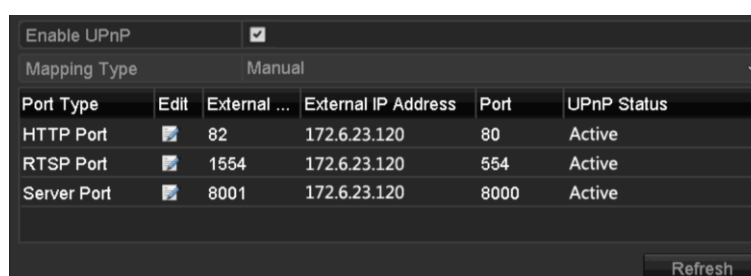 Enable UPnP
Mapping Type Manual
Port Type Edit External ... External IP Address Port UPnP Status
HTTP Port 82 172.6.23.120 80 Active
RTSP Port 1554 172.6.23.120 554 Active
Server Port 8001 172.6.23.120 8000 Active
Refresh